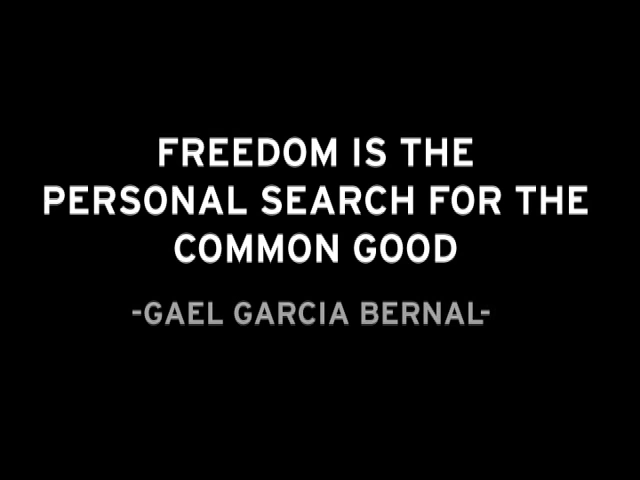 FREEDOM IS THE
PERSONAL SEARCH FOR THE
COMMON GOOD
-GAEL GARCIA BERNAL-